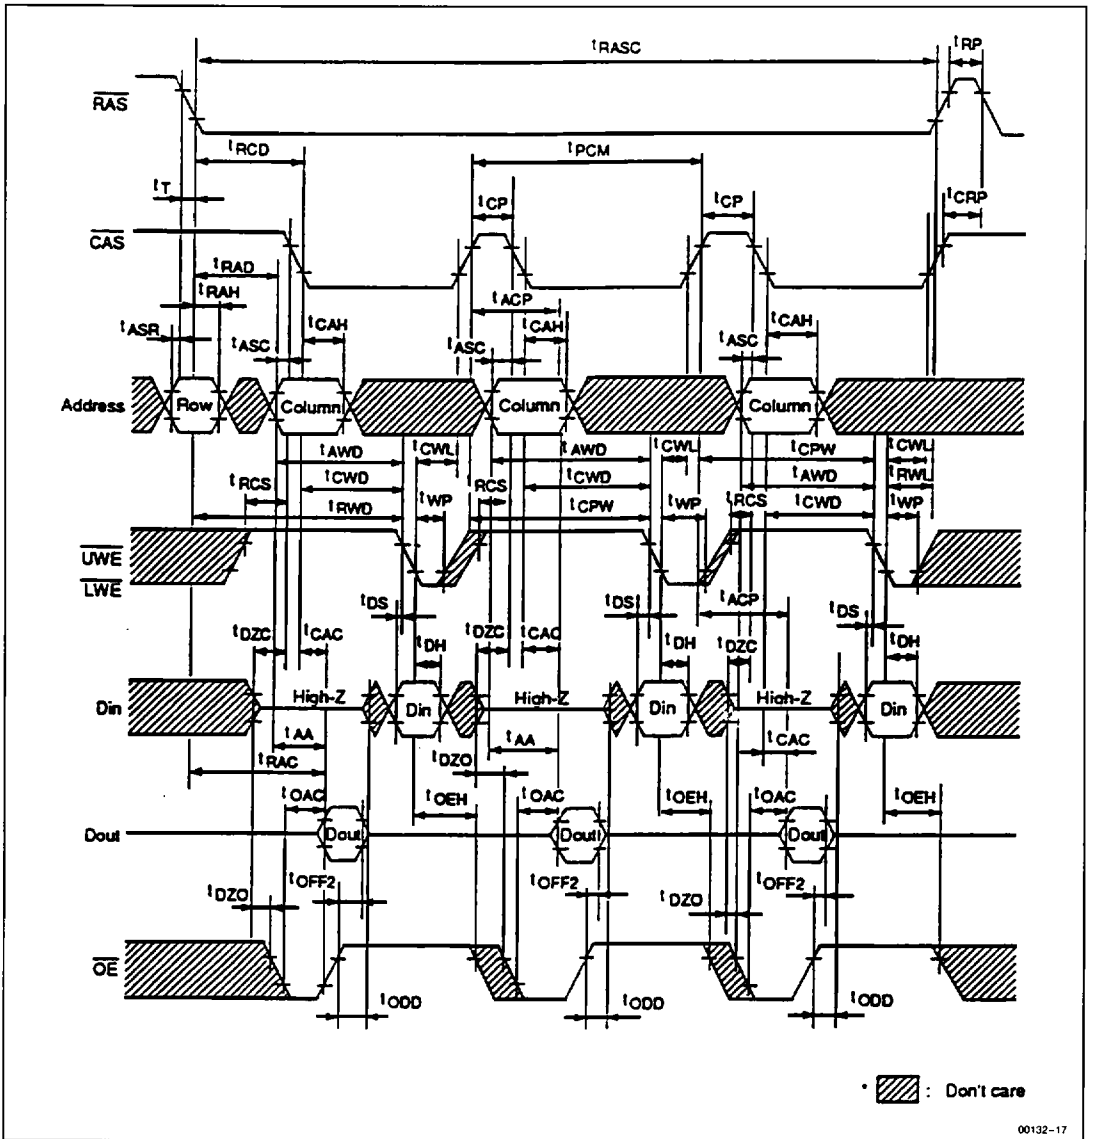 tRASC tRP
RAS
tRCD tPCM
tT tCP tCP tCRP
CAS
tRAD
tRAH tACP
tASR tCAH tCAH tCAH
tASC tASC tASC
Address Row Column Column Column
tAWD tCWL tAWD tCWL tCPW tCWL
tCWD tCWD tAWD tRWL
tRCS tWP RCS tWP tRCS tCWD tWP
tRWD tCPW
UWE
LWE
tDS tDS tACP tDS
tDZC tCAC tDH tDZC tCAC tDH tDZC tDH
Din High-Z Din High-Z Din High-Z Din
tAA tAA tCAC
tRAC tDZO
tOAC tOEH tOAC tOEH tOAC tOEH
Dout Dout Dout Dout
tDZO tOFF2 tOFF2 tDZO tOFF2
OE
tODD tODD tODD
* : Don't care
00132-17